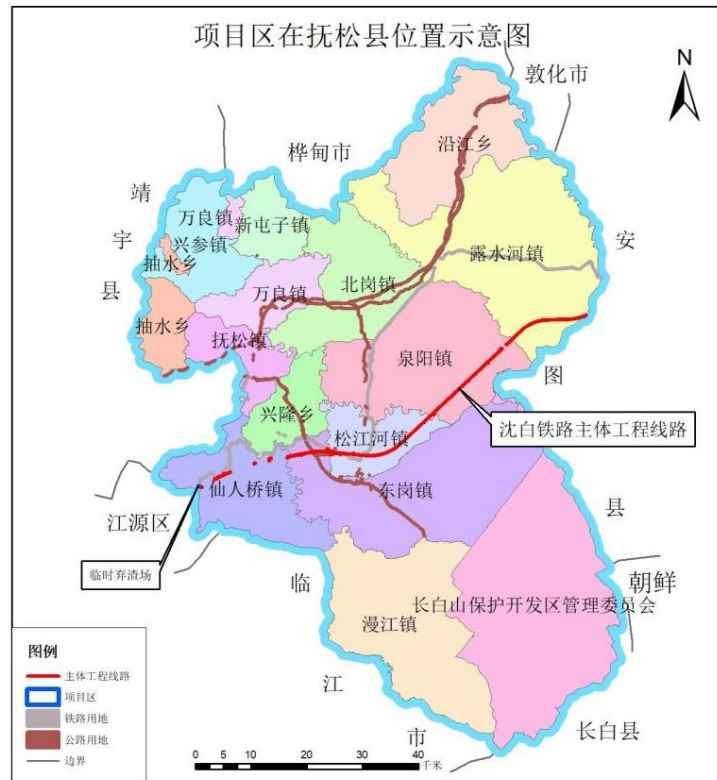 项目区在抚松县位置示意图
N
敦化市
沿江乡
桦甸市
靖宇县
安图县
万良镇
新屯子镇
兴参镇
抽水乡
露水河镇
北岗镇
万良镇
抽水乡
抚松镇
泉阳镇
兴隆乡
松江河镇
沈白铁路主体工程线路
仙人桥镇
东岗镇
江源区
临时弃渣场
临江市
朝鲜
长白山保护开发区管理委员会
漫江镇
长白县
图例
主体工程线路
项目区
铁路用地
公路用地
边界
0 5 10 20 30 40
千米